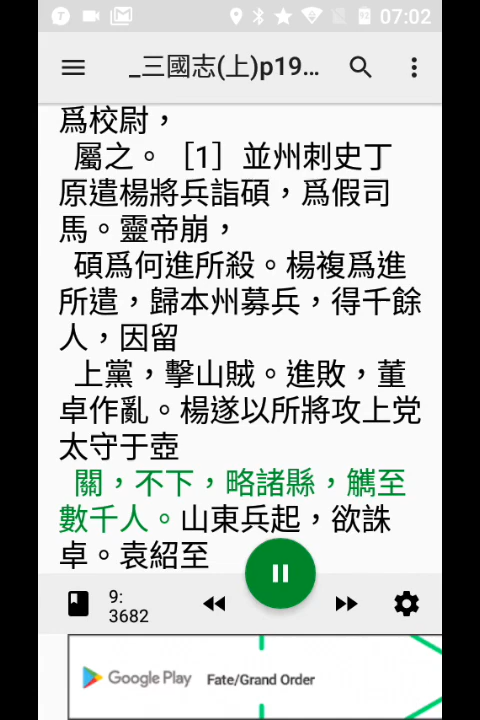 07:02
_三國志(上)p19...
爲校尉，
屬之。［1］並州刺史丁
原遣楊將兵詣碩，爲假司
馬。靈帝崩，
碩爲何進所殺。楊複爲進
所遣，歸本州募兵，得千餘
人，因留
上黨，擊山賊。進敗，董
卓作亂。楊遂以所將攻上党
太守于壺
關，不下，略諸縣，觿至
數千人。山東兵起，欲誅
卓。袁紹至
9:
3682
Google Play Fate/Grand Order